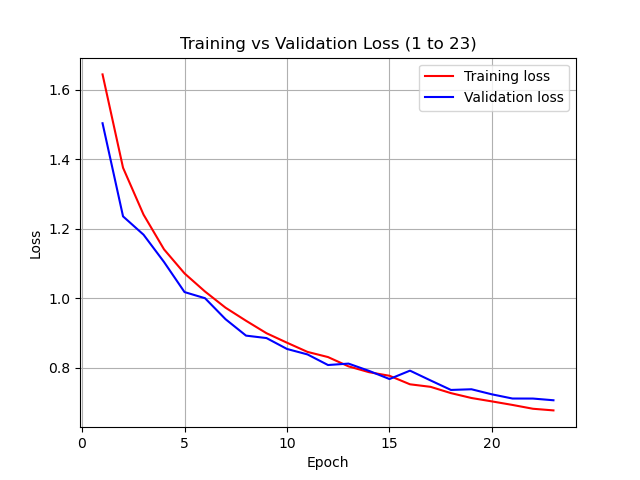 Training vs Validation Loss (1 to 23)
Training loss
Validation loss
1.6
1.4
1.2
1.0
0.8
Loss
0
5
10
15
20
Epoch